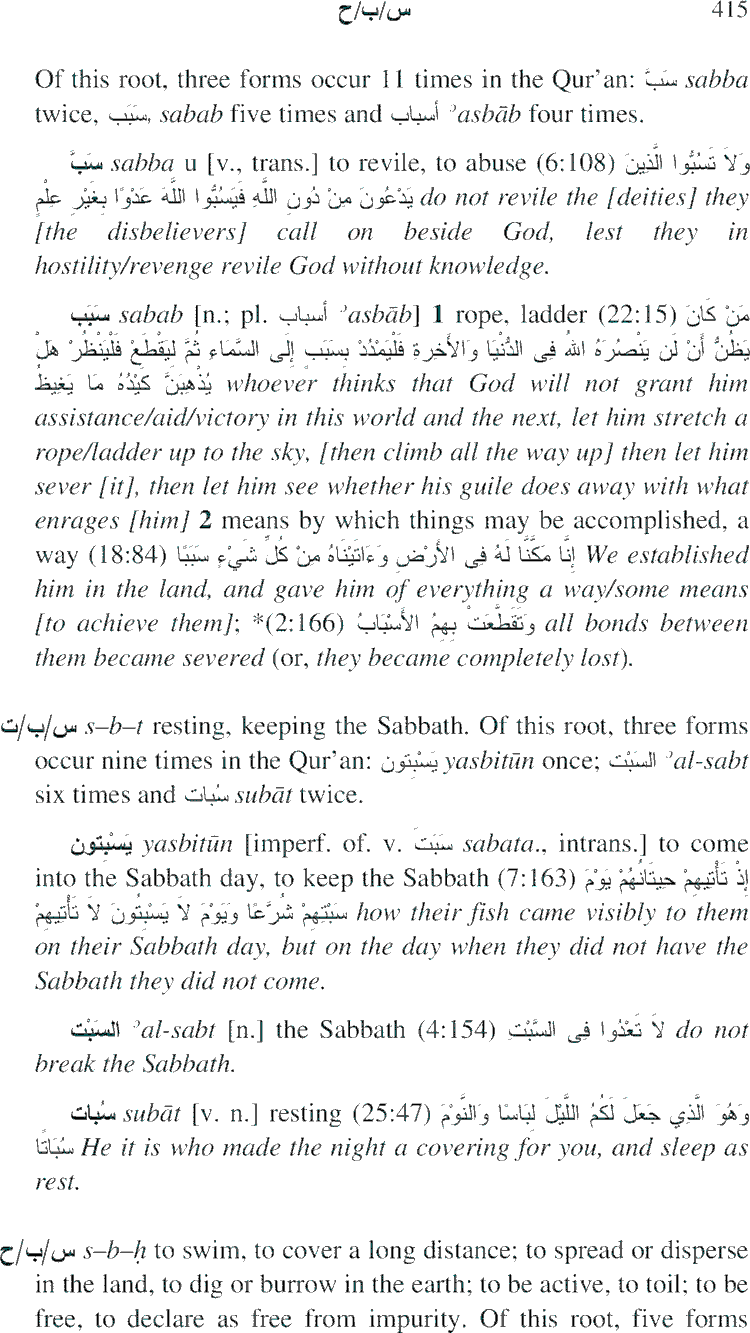 س/ب/ح 415
Of this root, three forms occur 11 times in the Qur'an: سَبَّ sabba
twice, سَبَب, sabab five times and أسباب ʾasbāb four times.
سَبَّ sabba u [v., trans.] to revile, to abuse (6:108) وَلاَ تَسُبُّوا الَّذِينَ
يَدْعُونَ مِنْ دُونِ اللَّهِ فَيَسُبُّوا اللَّهَ عَدْوًا بِغَيْرِ عِلْمٍ do not revile the [deities] they
[the disbelievers] call on beside God, lest they in
hostility/revenge revile God without knowledge.
سَبَب sabab [n.; pl. أسباب ʾasbāb] 1 rope, ladder (22:15) مَنْ كَانَ
يَظُنُّ أَنْ لَن يَنْصُرَهُ اللهُ فِى الدُّنْيَا وَالأَخِرةِ فَلْيَمْدُدْ بِسَبَبٍ إِلَى السَّمَاءِ ثُمَّ لِيَقْطَعْ فَلْيَنْظُرْ هَلْ
يُذْهِبَنَّ كَيْدُهُ مَا يَغِيظُ whoever thinks that God will not grant him
assistance/aid/victory in this world and the next, let him stretch a
rope/ladder up to the sky, [then climb all the way up] then let him
sever [it], then let him see whether his guile does away with what
enrages [him] 2 means by which things may be accomplished, a
way (18:84) إِنَّا مَكَّنَّا لَهُ فِى الأَرْضِ وَءَاتَيْنَاهُ مِنْ كُلِّ شَيْءٍ سَبَبًا We established
him in the land, and gave him of everything a way/some means
[to achieve them]; *(2:166) وَتَقَطَّعَتْ بِهِمُ الأَسْبَابُ all bonds between
them became severed (or, they became completely lost).
س/ب/ت s–b–t resting, keeping the Sabbath. Of this root, three forms
occur nine times in the Qur'an: يَسْبِتون yasbitūn once; السَبْت ʾal-sabt
six times and سُبات subāt twice.
يَسْبِتون yasbitūn [imperf. of. v. سَبَتَ sabata., intrans.] to come
into the Sabbath day, to keep the Sabbath (7:163) إِذْ تَأْتِيهِمْ حِيتَانُهُمْ يَوْمَ
سَبْتِهِمْ شُرَّعًا وَيَوْمَ لاَ يَسْبِتُونَ لاَ تَأْتِيهِمْ how their fish came visibly to them
on their Sabbath day, but on the day when they did not have the
Sabbath they did not come.
السَبْت ʾal-sabt [n.] the Sabbath (4:154) لاَ تَعْدُوا فِى السَّبْتِ do not
break the Sabbath.
سُبات subāt [v. n.] resting (25:47) وَهُوَ الَّذِي جَعَلَ لَكُمُ اللَّيْلَ لِبَاسًا وَالنَّوْمَ
سُبَاتًا He it is who made the night a covering for you, and sleep as
rest.
س/ب/ح s–b–ḥ to swim, to cover a long distance; to spread or disperse
in the land, to dig or burrow in the earth; to be active, to toil; to be
free, to declare as free from impurity. Of this root, five forms